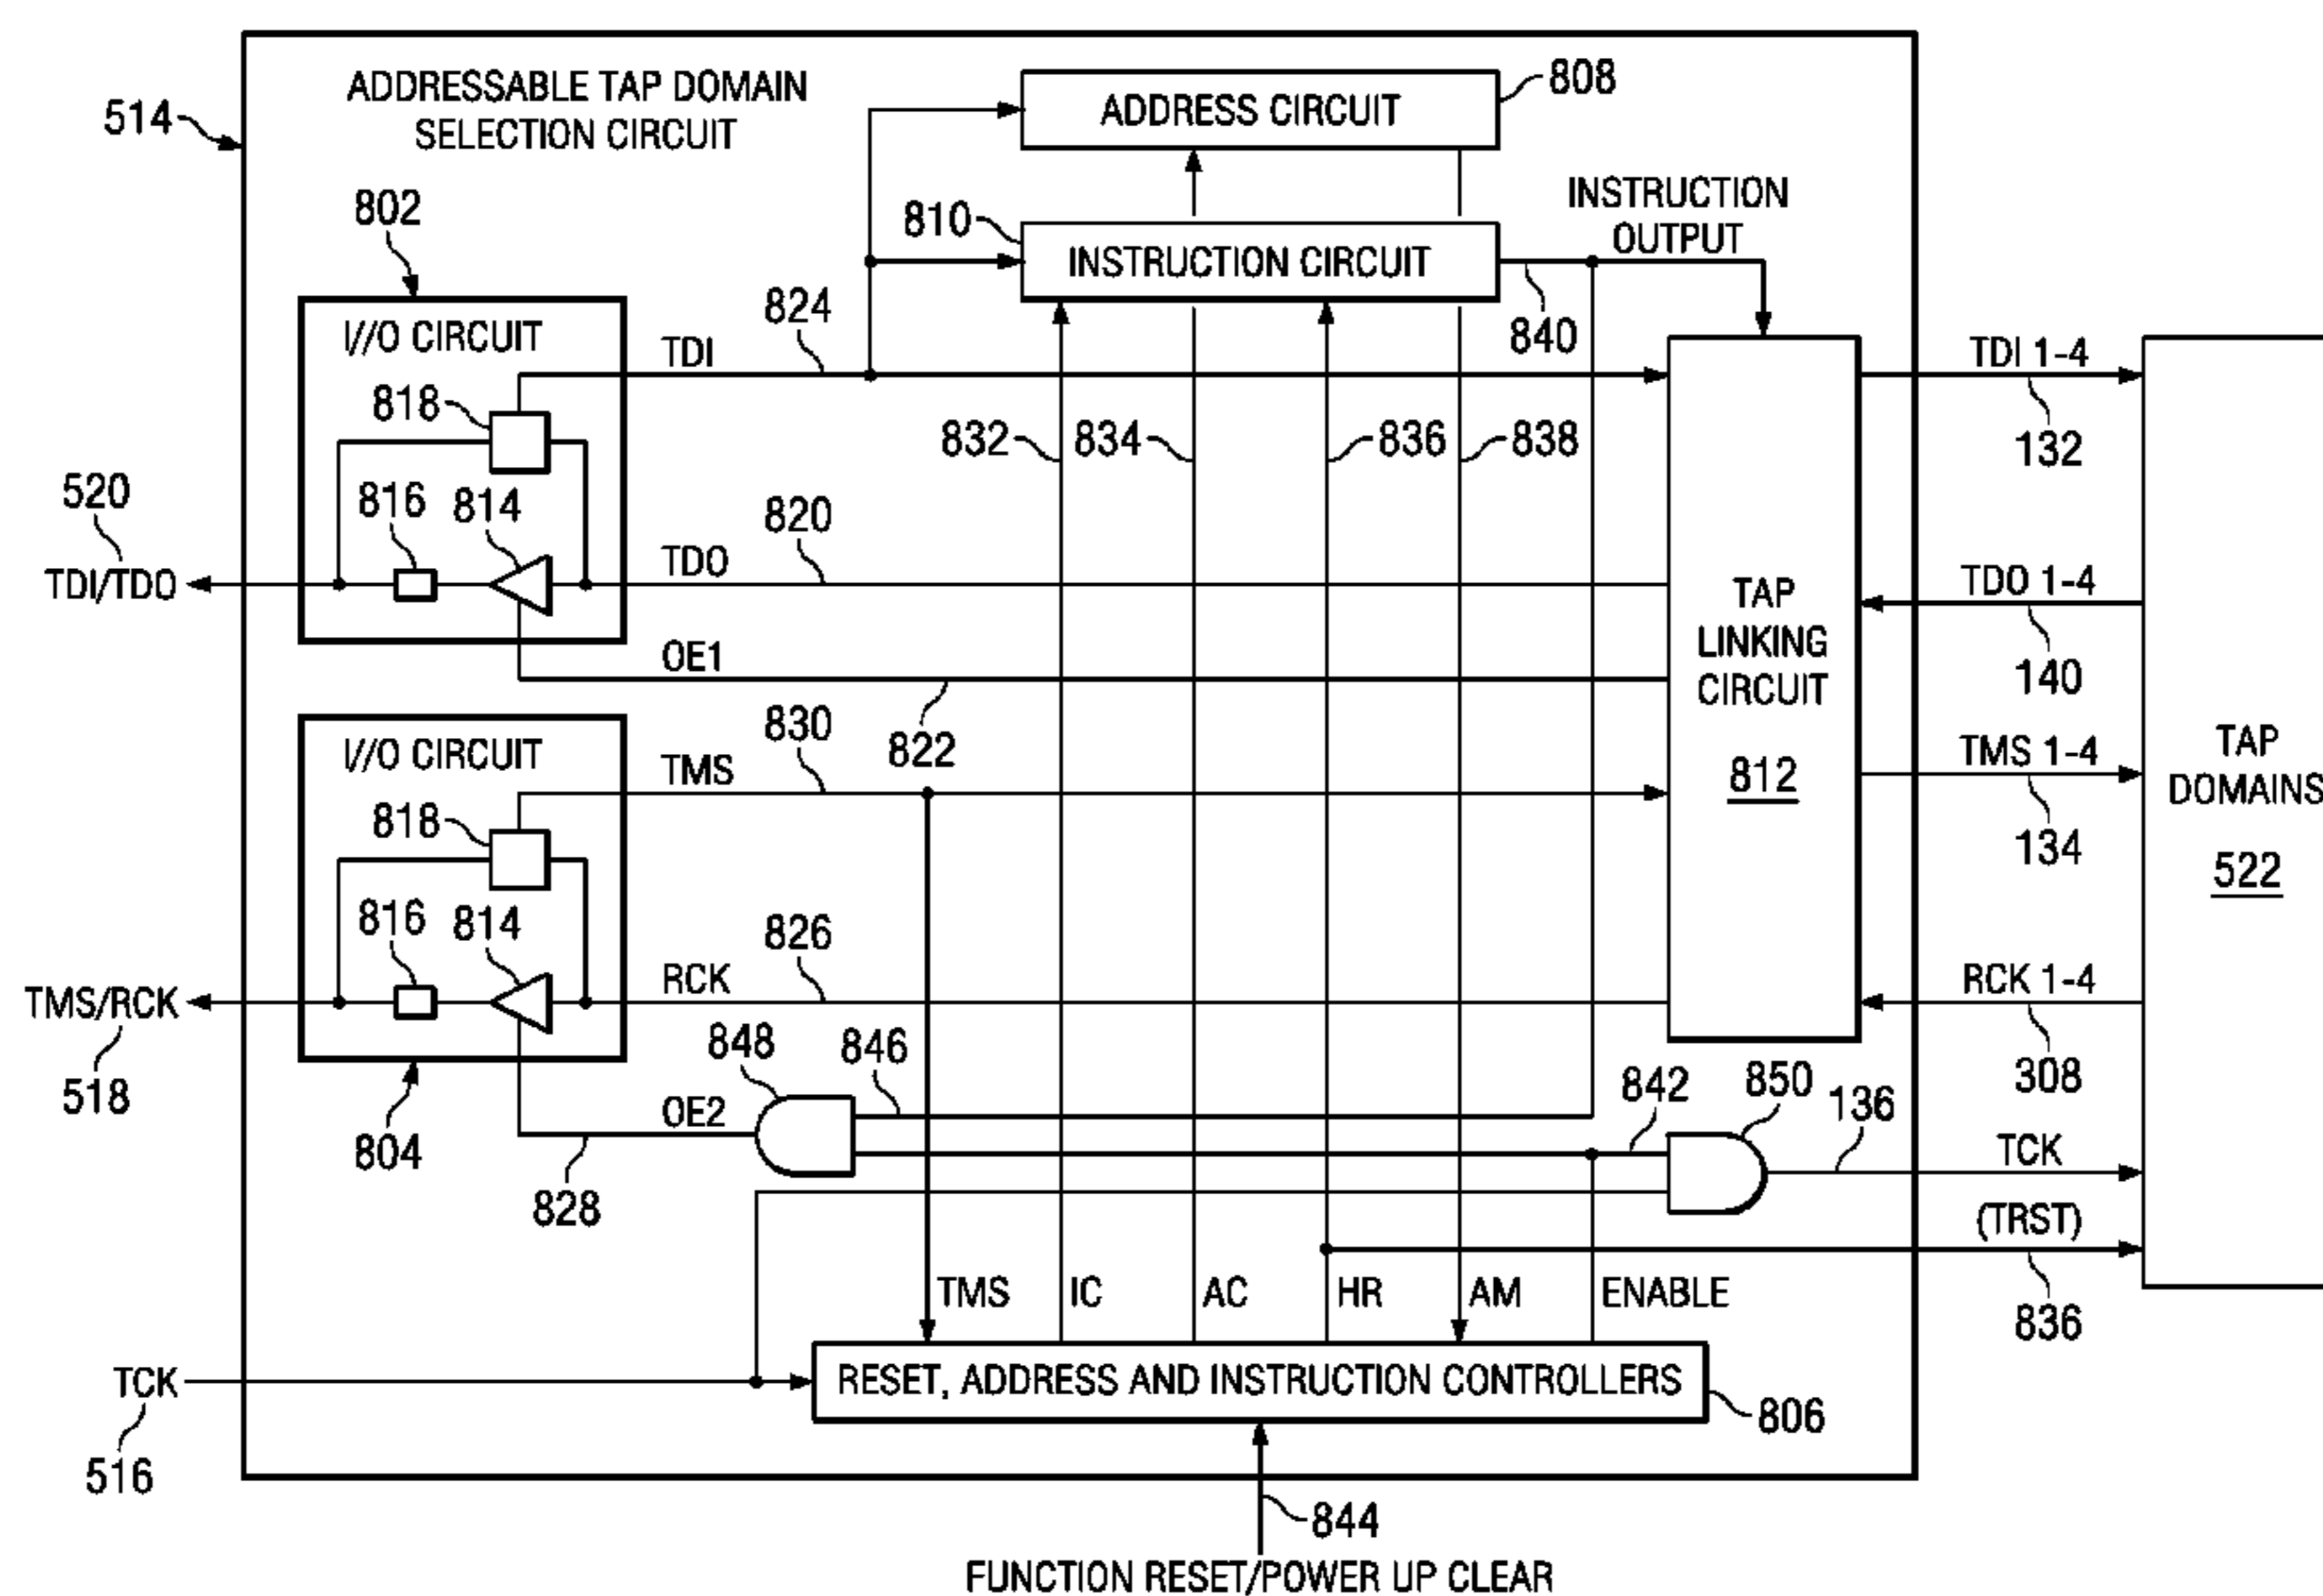 ADDRESSABLE TAP DOMAIN
SELECTION CIRCUIT
514
ADDRESS CIRCUIT
808
802
810
INSTRUCTION CIRCUIT
INSTRUCTION
OUTPUT
840
I//O CIRCUIT
818
816
814
TDI
824
832
834
836
838
TDI 1-4
132
520
TDI/TDO
TDO
820
TDO 1-4
140
OE1
822
TAP
LINKING
CIRCUIT
812
I//O CIRCUIT
818
816
814
TMS
830
TMS 1-4
134
TAP
DOMAINS
522
TMS/RCK
518
RCK
826
RCK 1-4
308
804
OE2
828
848
846
842
850
136
TCK
(TRST)
836
TMS
IC
AC
HR
AM
ENABLE
TCK
516
RESET, ADDRESS AND INSTRUCTION CONTROLLERS
806
844
FUNCTION RESET/POWER UP CLEAR